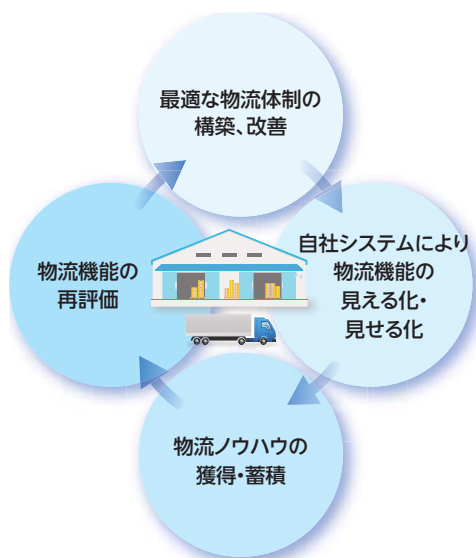 最適な物流体制の
構築、改善
自社システムにより
物流機能の
見える化・
見せる化
物流ノウハウの
獲得・蓄積
物流機能の
再評価